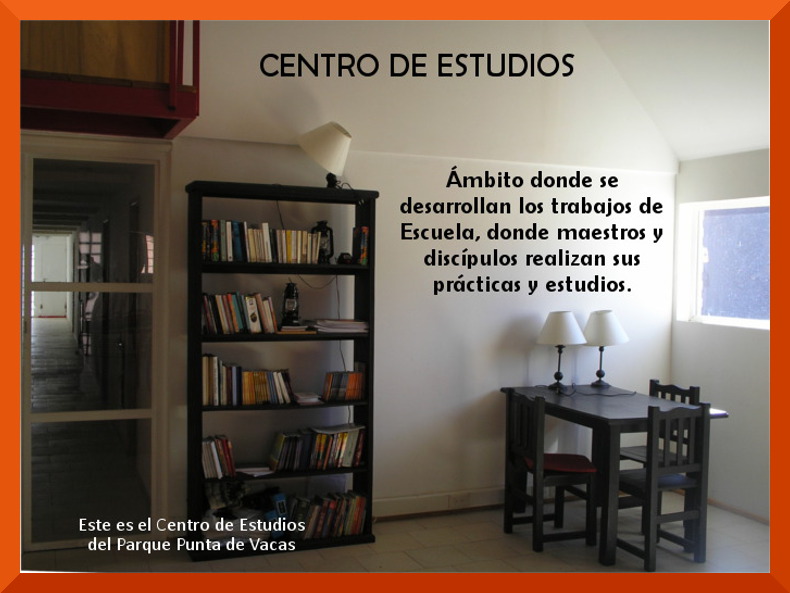 CENTRO DE ESTUDIOS
Ámbito donde se
desarrollan los trabajos de
Escuela, donde maestros y
discípulos realizan sus
prácticas y estudios.
Este es el Centro de Estudios
del Parque Punta de Vacas